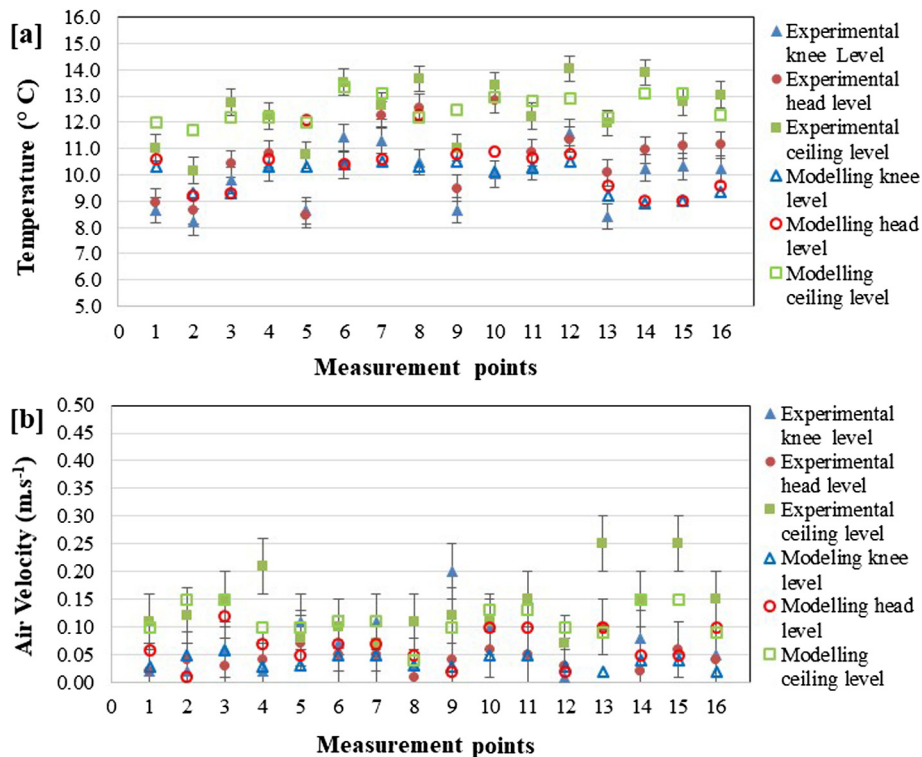 [a]
16.0
15.0
14.0
13.0
12.0
11.0
10.0
9.0
8.0
7.0
6.0
5.0
Temperature (° C)
0 1 2 3 4 5 6 7 8 9 10 11 12 13 14 15 16
Measurement points
Experimental
knee Level
Experimental
head level
Experimental
ceiling level
Modelling knee
level
Modelling head
level
Modelling
ceiling level
[b]
0.50
0.45
0.40
0.35
0.30
0.25
0.20
0.15
0.10
0.05
0.00
Air Velocity (m.s-1)
0 1 2 3 4 5 6 7 8 9 10 11 12 13 14 15 16
Measurement points
Experimental
knee level
Experimental
head level
Experimental
ceiling level
Modeling knee
level
Modelling head
level
Modelling
ceiling level